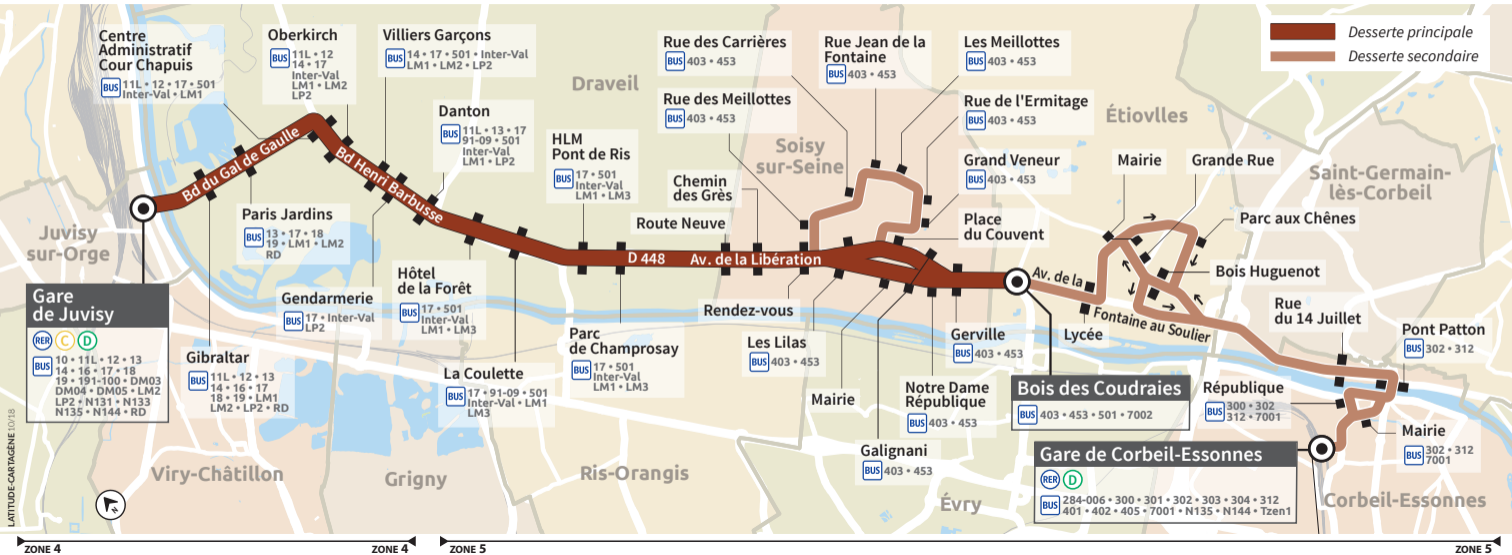 Centre
Administratif
Cour Chapuis
BUS 11L • 12 • 17 • 501
Inter-Val • LM1
Oberkirch
BUS 11L • 12
14 • 17
Inter-Val
LM1 • LM2
LP2
Villiers Garçons
BUS 14 • 17 • 501 • Inter-Val
LM1 • LM2 • LP2
Danton
BUS 11L • 13 • 17
91-09 • 501
Inter-Val
LM1 • LP2
Draveil
HLM
Pont de Ris
BUS 17 • 501
Inter-Val
LM1 • LM3
Rue des Carrières
BUS 403 • 453
Rue des Meillottes
BUS 403 • 453
Rue Jean de la
Fontaine
BUS 403 • 453
Les Meillottes
BUS 403 • 453
Rue de l'Ermitage
BUS 403 • 453
Grand Veneur
BUS 403 • 453
Place
du Couvent
Desserte principale
Desserte secondaire
Soisy
sur-Seine
Étiovlles
Saint-Germain-
lès-Corbeil
Chemin
des Grès
Route Neuve
Mairie
Grande Rue
Parc aux Chênes
Bois Huguenot
Bd du Gal de Gaulle
Bd Henri Barbusse
D 448
Av. de la Libération
Av. de la
Fontaine au Soulier
Juvisy
sur-Orge
Gare
de Juvisy
RER C D
BUS 10 • 11L • 12 • 13
14 • 16 • 17 • 18
19 • 191-100 • DM03
DM04 • DM05 • LM2
LP2 • N131 • N133
N135 • N144 • RD
Paris Jardins
BUS 13 • 17 • 18
19 • LM1 • LM2
RD
Gibraltar
BUS 11L • 12 • 13
14 • 16 • 17
18 • 19 • LM1
LM2 • LP2 • RD
Gendarmerie
BUS 17 • Inter-Val
LP2
Hôtel
de la Forêt
BUS 17 • 501
Inter-Val
LM1 • LM3
La Coulette
BUS 17 • 91-09 • 501
Inter-Val • LM1
LM3
Parc
de Champrosay
BUS 17 • 501
Inter-Val
LM1 • LM3
Rendez-vous
Les Lilas
BUS 403 • 453
Mairie
Galignani
BUS 403 • 453
Notre Dame
République
BUS 403 • 453
Gerville
BUS 403 • 453
Lycée
Bois des Coudraies
BUS 403 • 453 • 501 • 7002
Rue
du 14 Juillet
Pont Patton
BUS 302 • 312
République
BUS 300 • 302
312 • 7001
Mairie
BUS 302 • 312
7001
Gare de Corbeil-Essonnes
RER D
BUS 284-006 • 300 • 301 • 302 • 303 • 304 • 312
401 • 402 • 405 • 7001 • N135 • N144 • Tzen1
Viry-Châtillon
Grigny
Ris-Orangis
Évry
Corbeil-Essonnes
N
LATITUDE-CARTAGÈNE 10/18
ZONE 4
ZONE 4
ZONE 5
ZONE 5